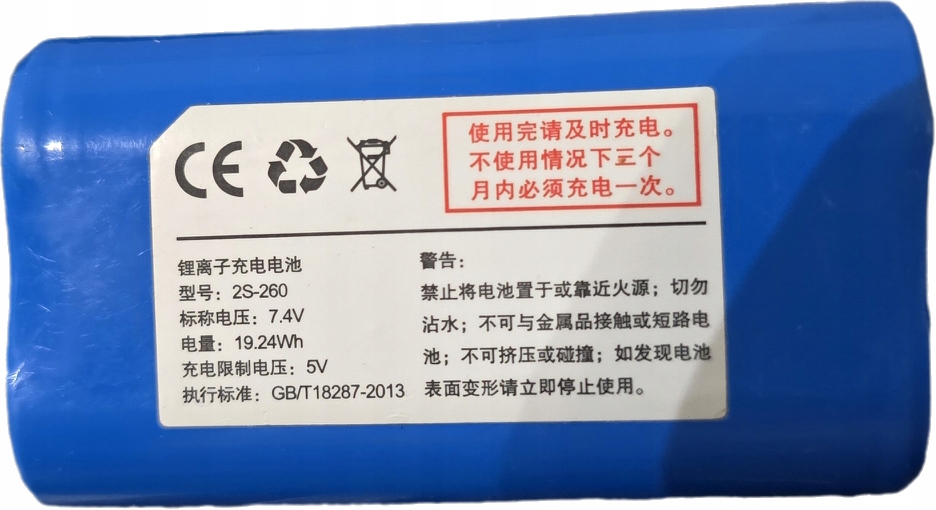 CE
使用完请及时充电。
不使用情况下三个
月内必须充电一次。
锂离子充电电池
型号：2S-260
标称电压：7.4V
电量：19.24Wh
充电限制电压：5V
执行标准：GB/T18287-2013
警告：
禁止将电池置于或靠近火源；切勿
沾水；不可与金属品接触或短路电
池；不可挤压或碰撞；如发现电池
表面变形请立即停止使用。